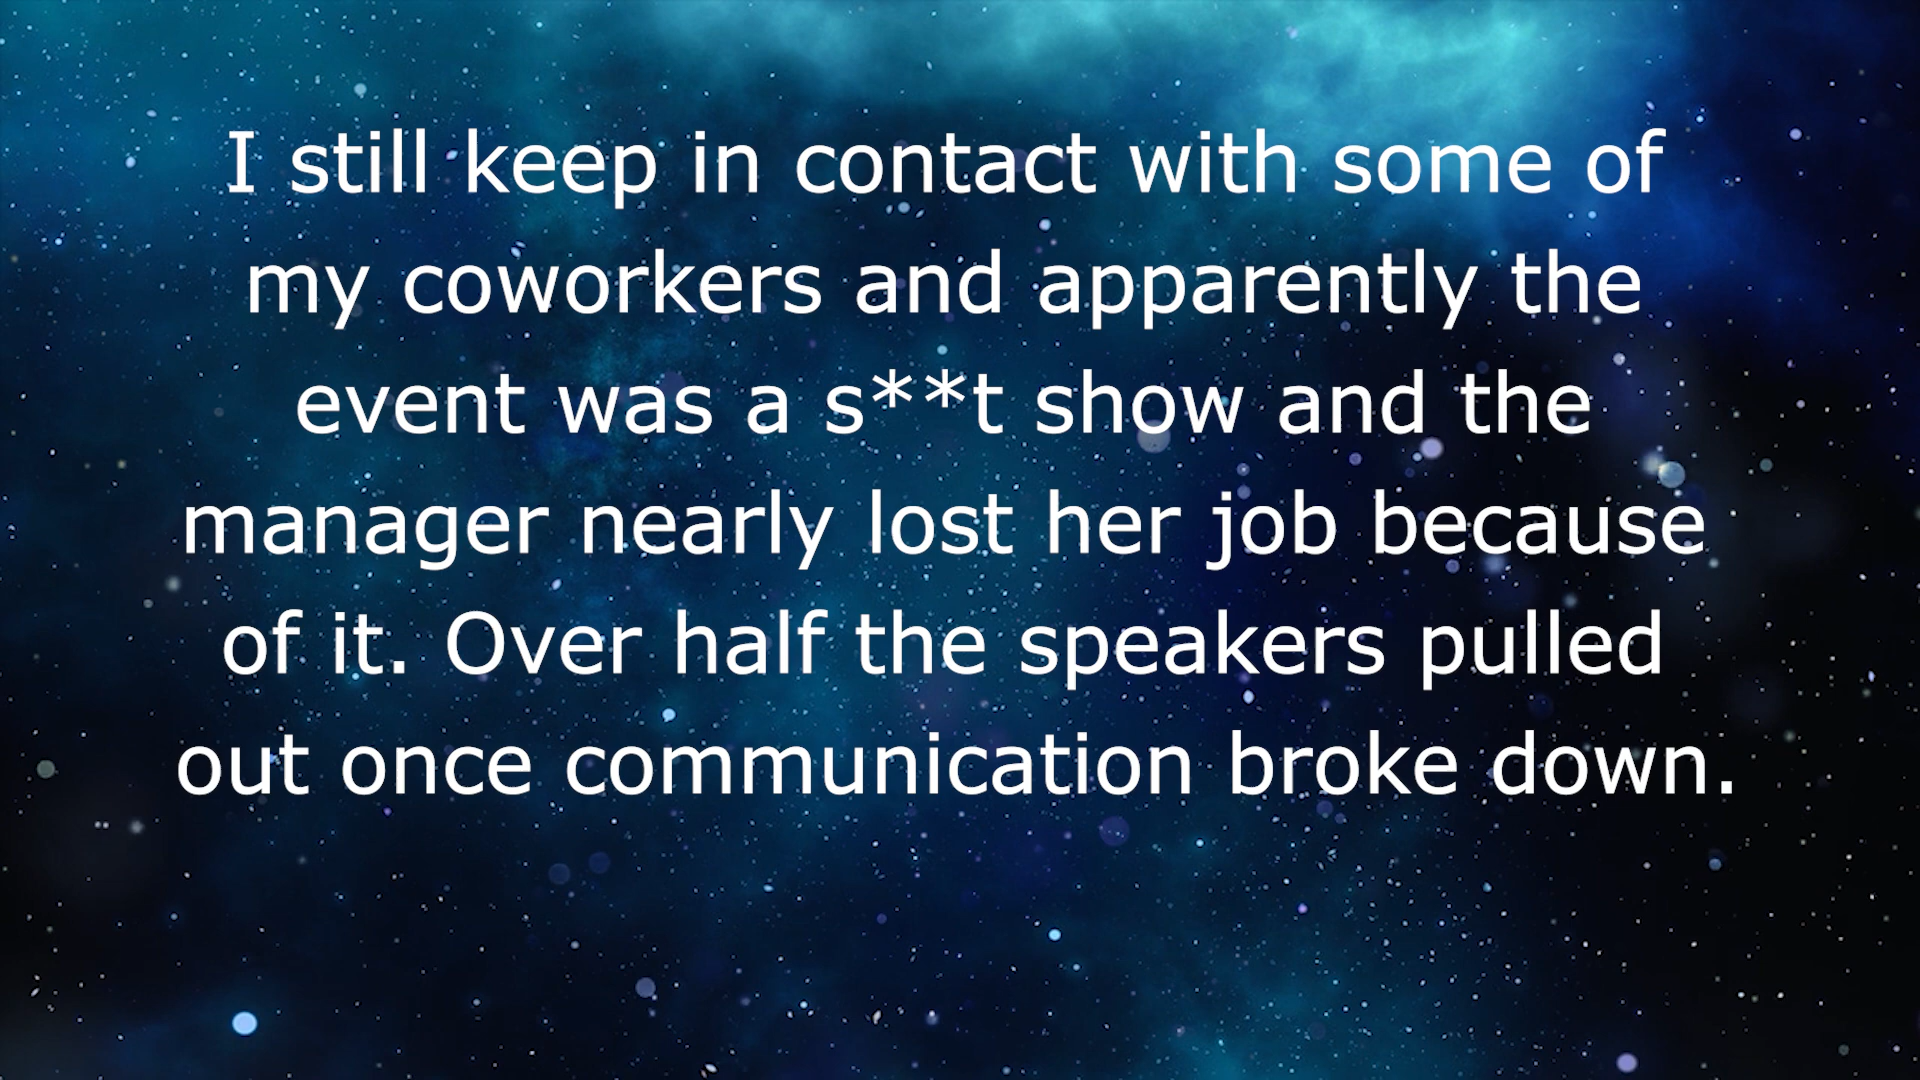 I still keep in contact with some of
my coworkers and apparently the
event was a s**t show and the
manager nearly lost her job because
of it. Over half the speakers pulled
out once communication broke down.